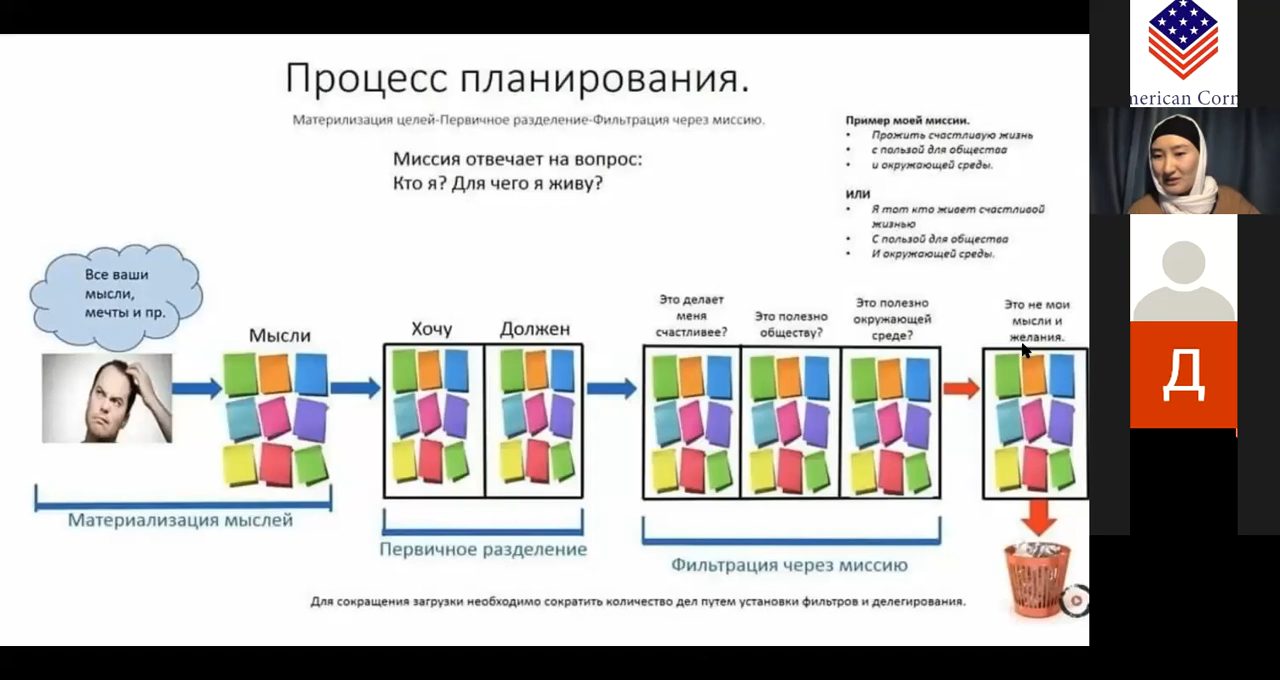 Процесс планирования.
Материлизация целей-Первичное разделение-Фильтрация через миссию.
Миссия отвечает на вопрос:
Кто я? Для чего я живу?
Пример моей миссии.
• Прожить счастливую жизнь
• с пользой для общества
• и окружающей среды.
ИЛИ
• Я тот кто живет счастливой
жизнью
• С пользой для общества
• И окружающей среды.
Все ваши
мысли,
мечты и пр.
Мысли
Хочу
Должен
Это делает
меня
счастливее?
Это полезно
обществу?
Это полезно
окружающей
среде?
Это не мои
мысли и
желания.
Материализация мыслей
Первичное разделение
Фильтрация через миссию
Для сокращения загрузки необходимо сократить количество дел путем установки фильтров и делегирования.
merican Corn
Д